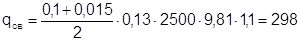 q_св = (0,1+0,015)/2 · 0,13 · 2500 · 9,81 · 1,1 = 298